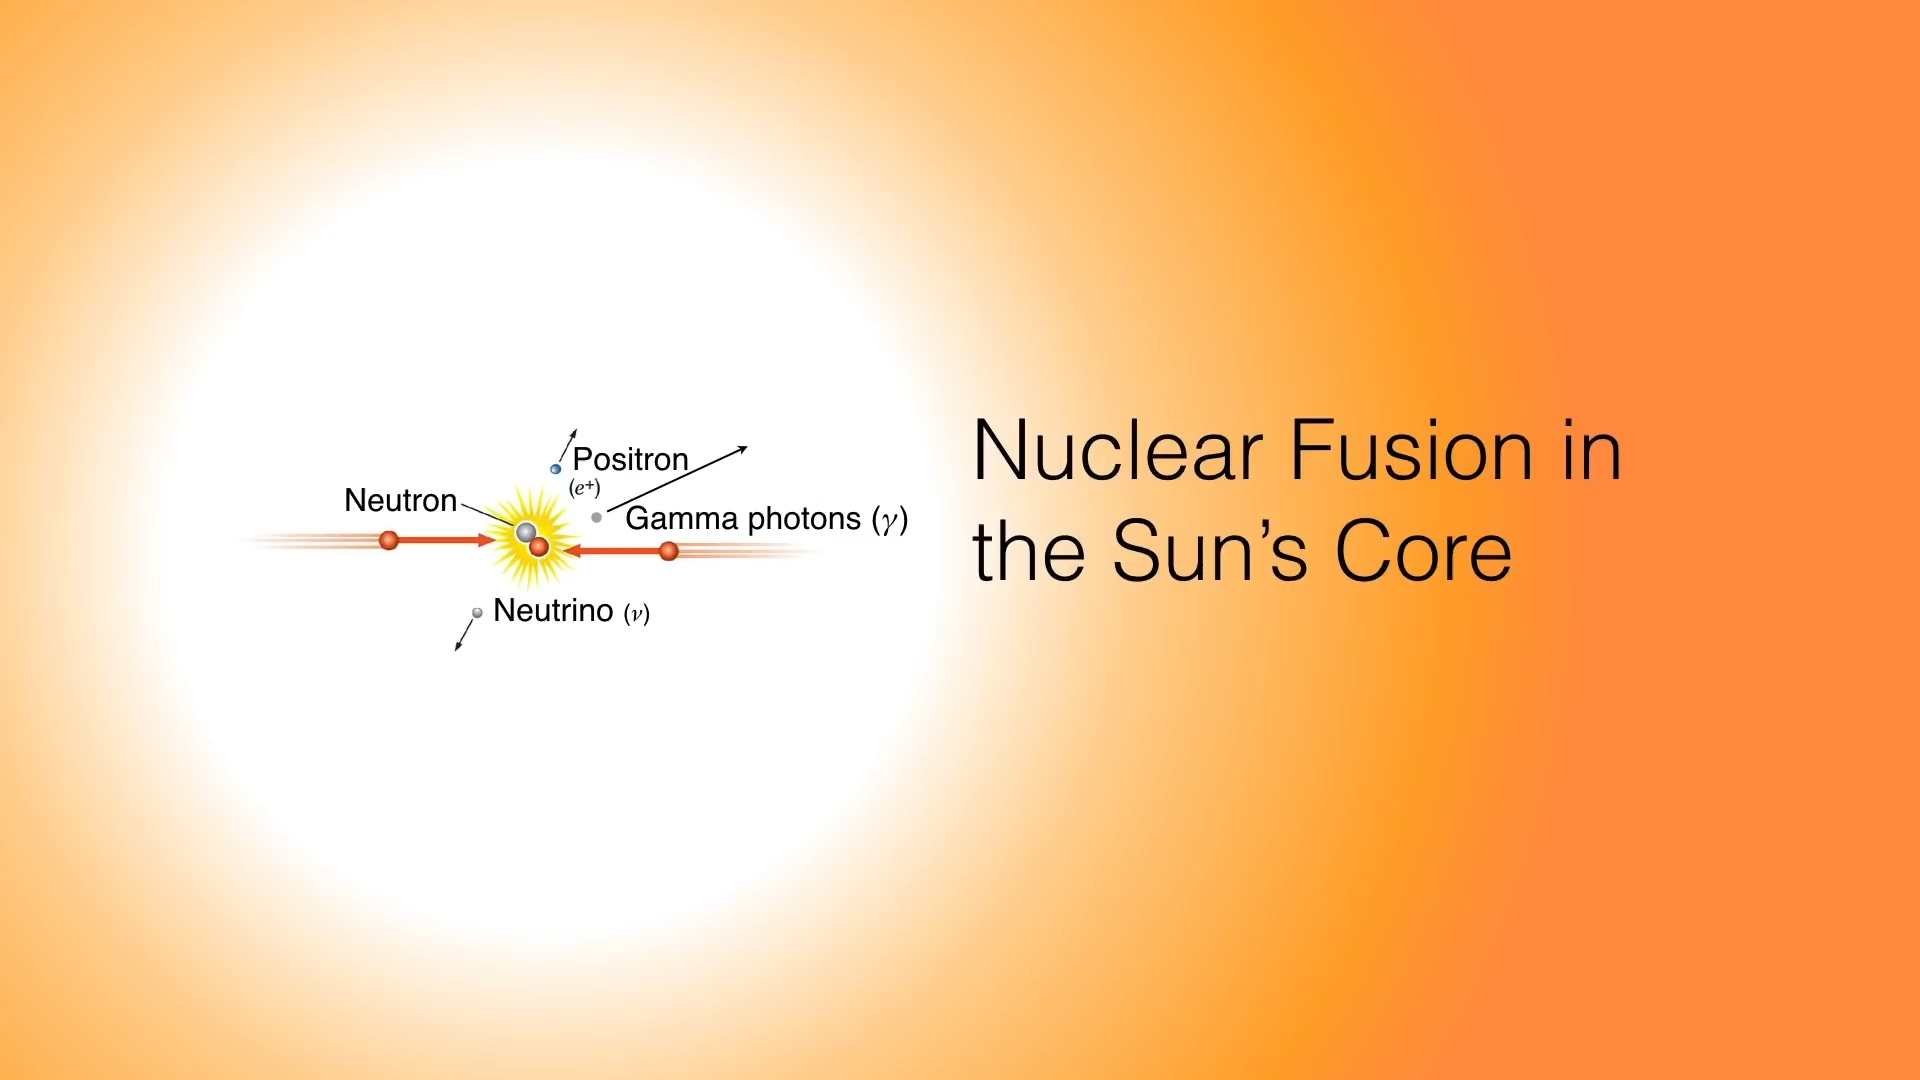 Nuclear Fusion in
the Sun’s Core
Positron
(e⁺)
Neutron
Gamma photons (γ)
Neutrino (ν)